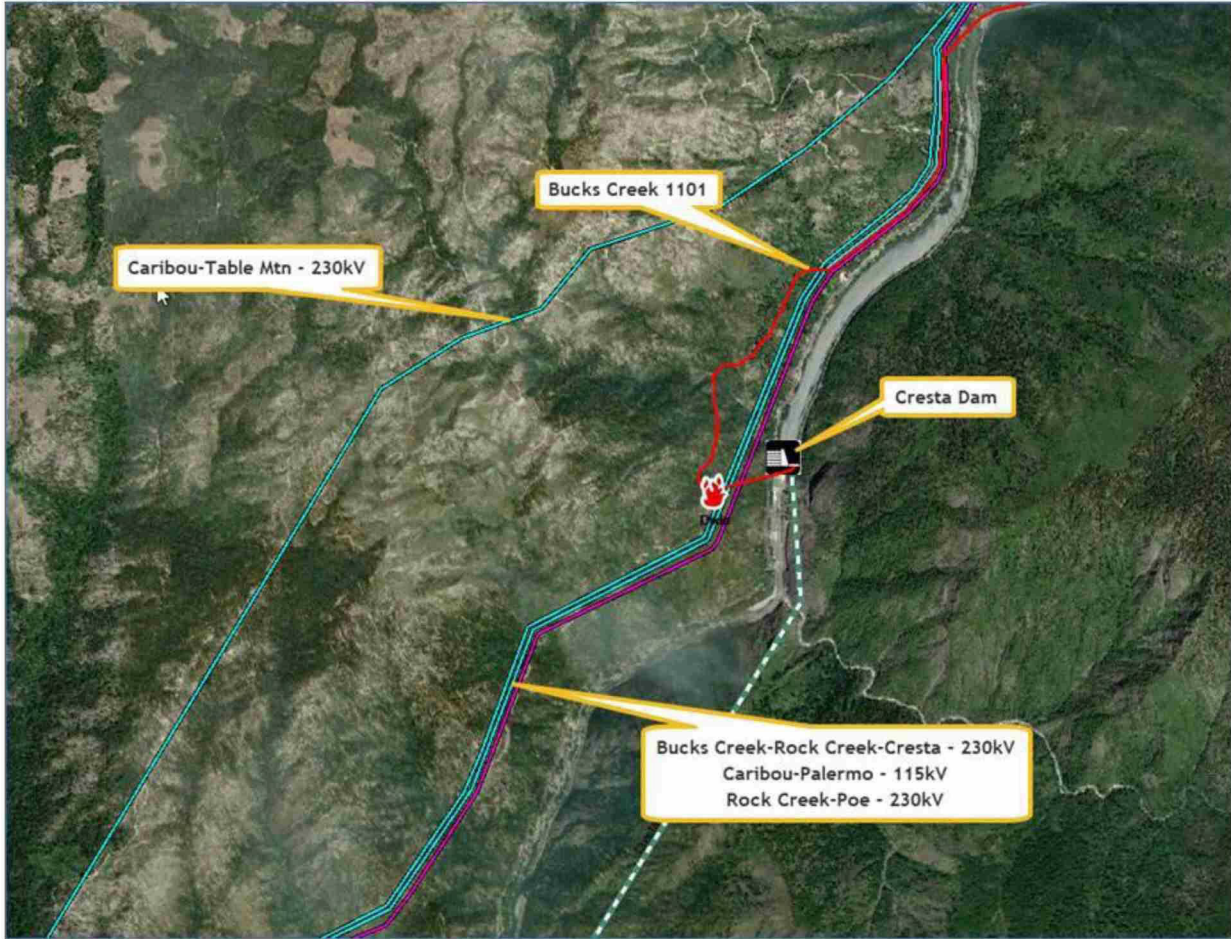 Bucks Creek 1101
Caribou-Table Mtn - 230kV
Cresta Dam
Dixie
Bucks Creek-Rock Creek-Cresta - 230kV
Caribou-Palermo - 115kV
Rock Creek-Poe - 230kV